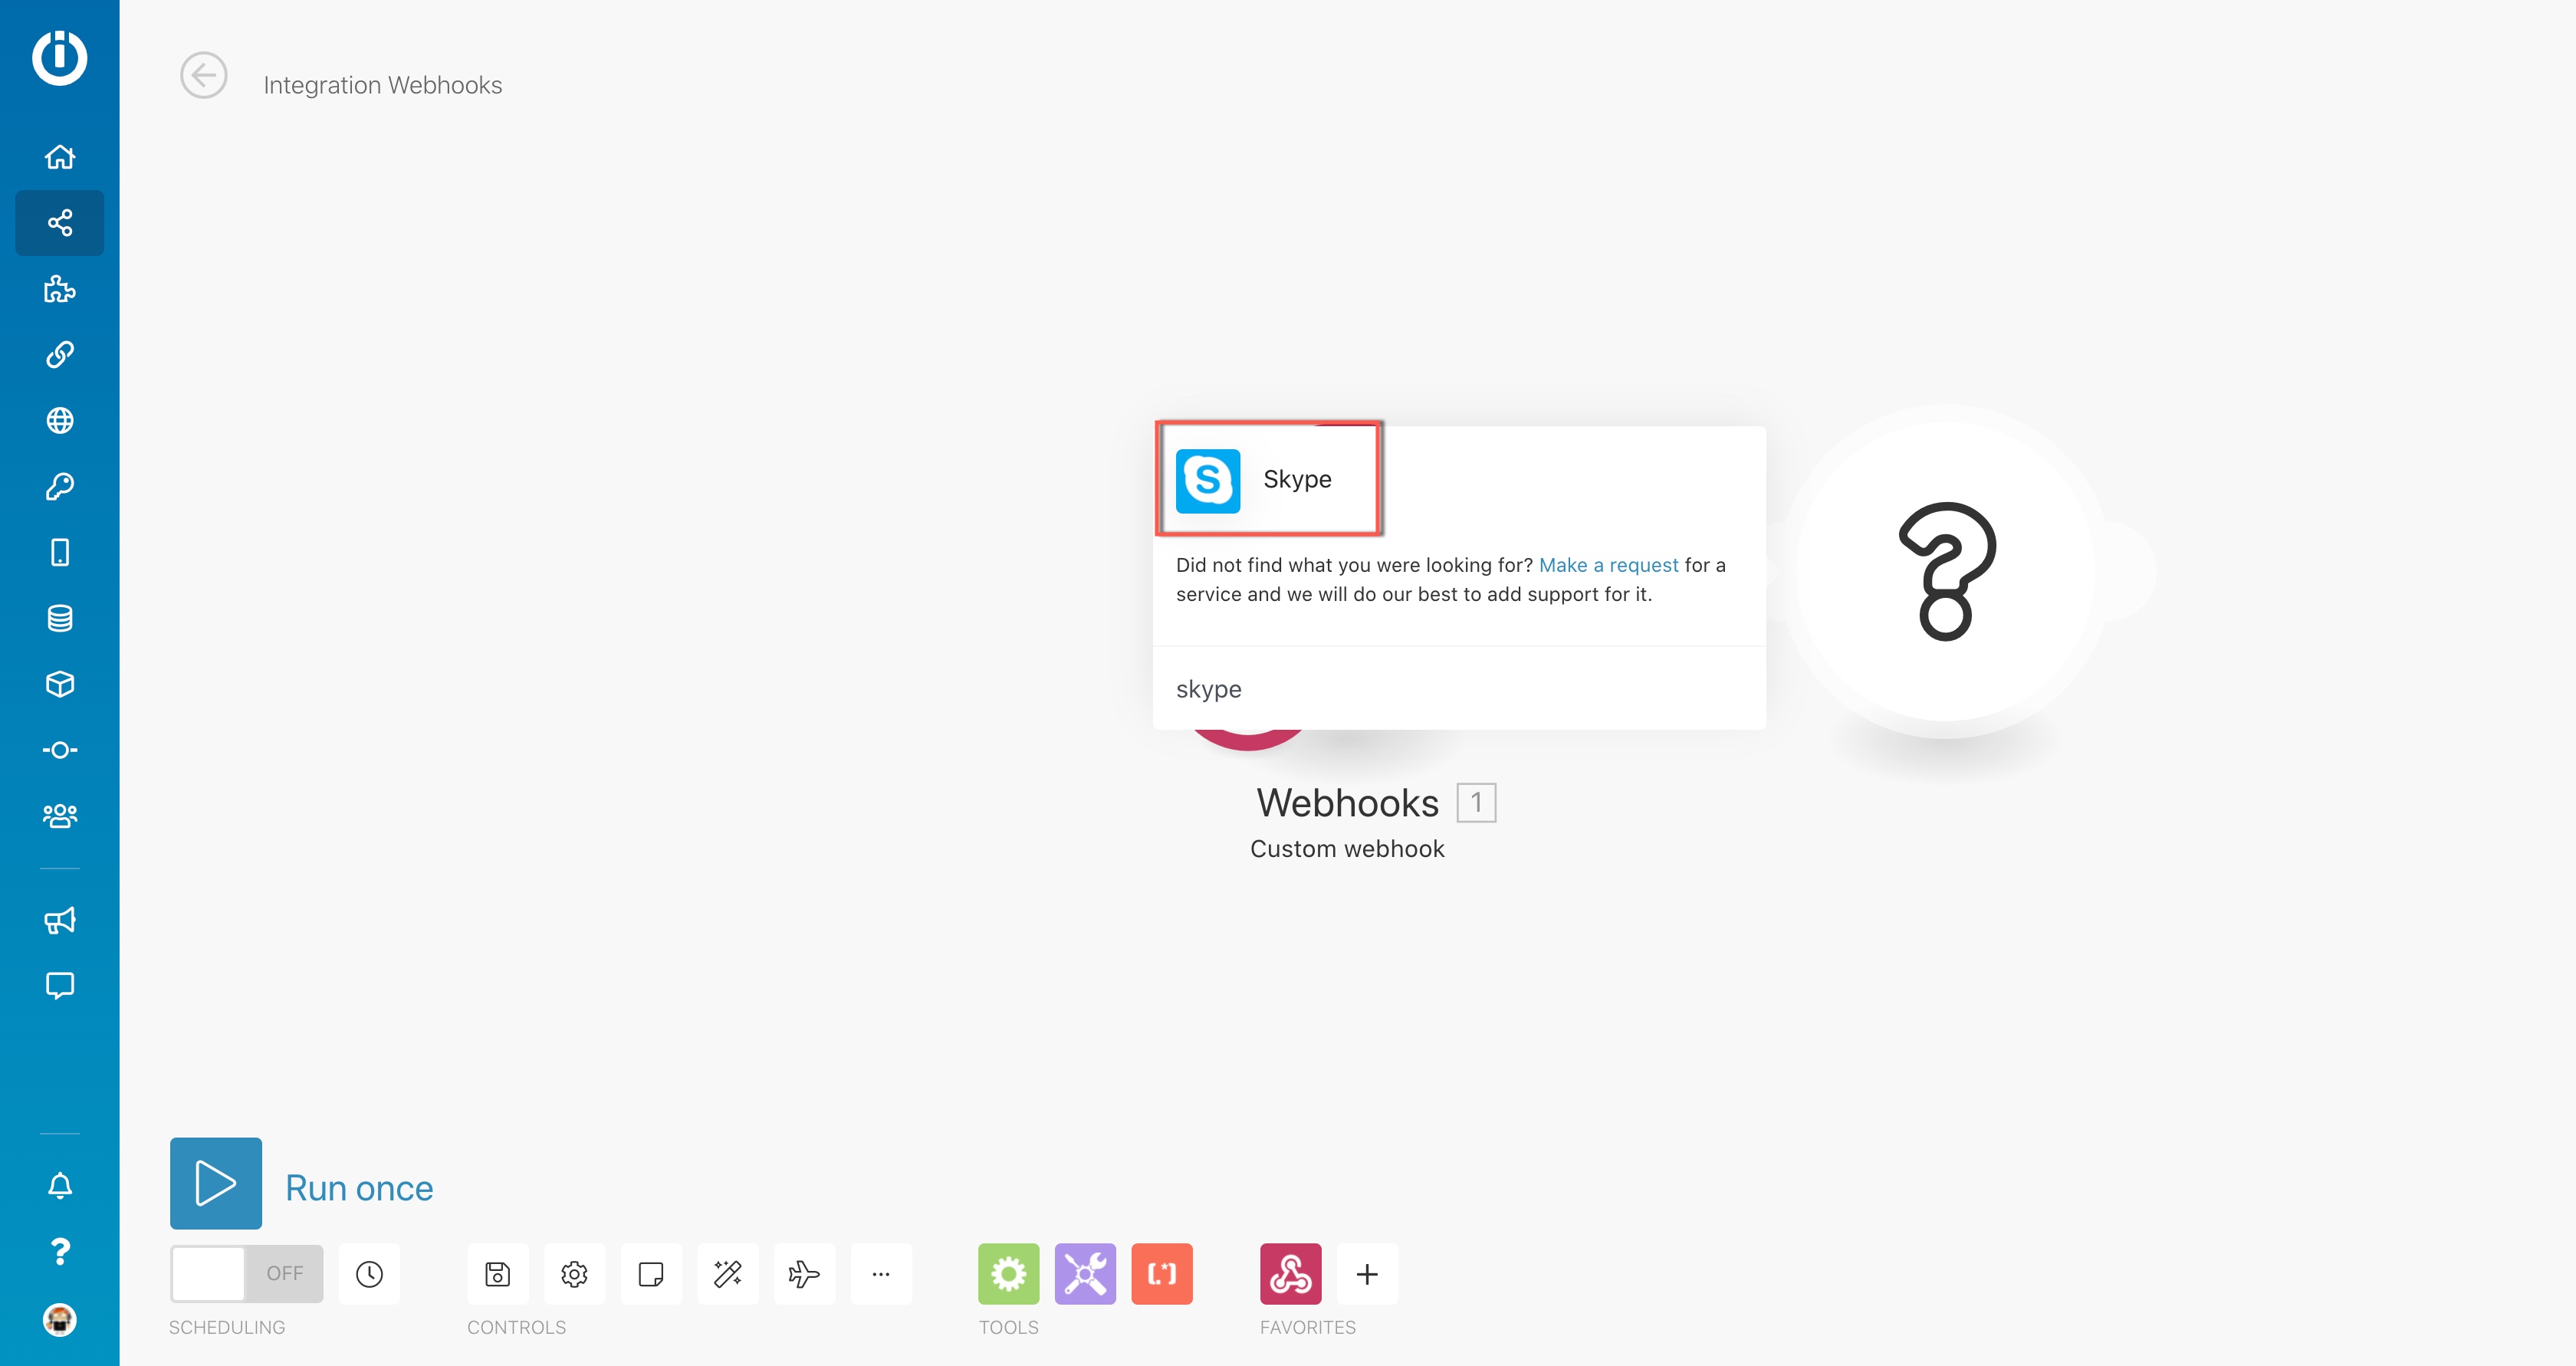 Integration Webhooks
Skype
Did not find what you were looking for? Make a request for a
service and we will do our best to add support for it.
skype
Webhooks 1
Custom webhook
Run once
OFF
SCHEDULING
CONTROLS
TOOLS
FAVORITES